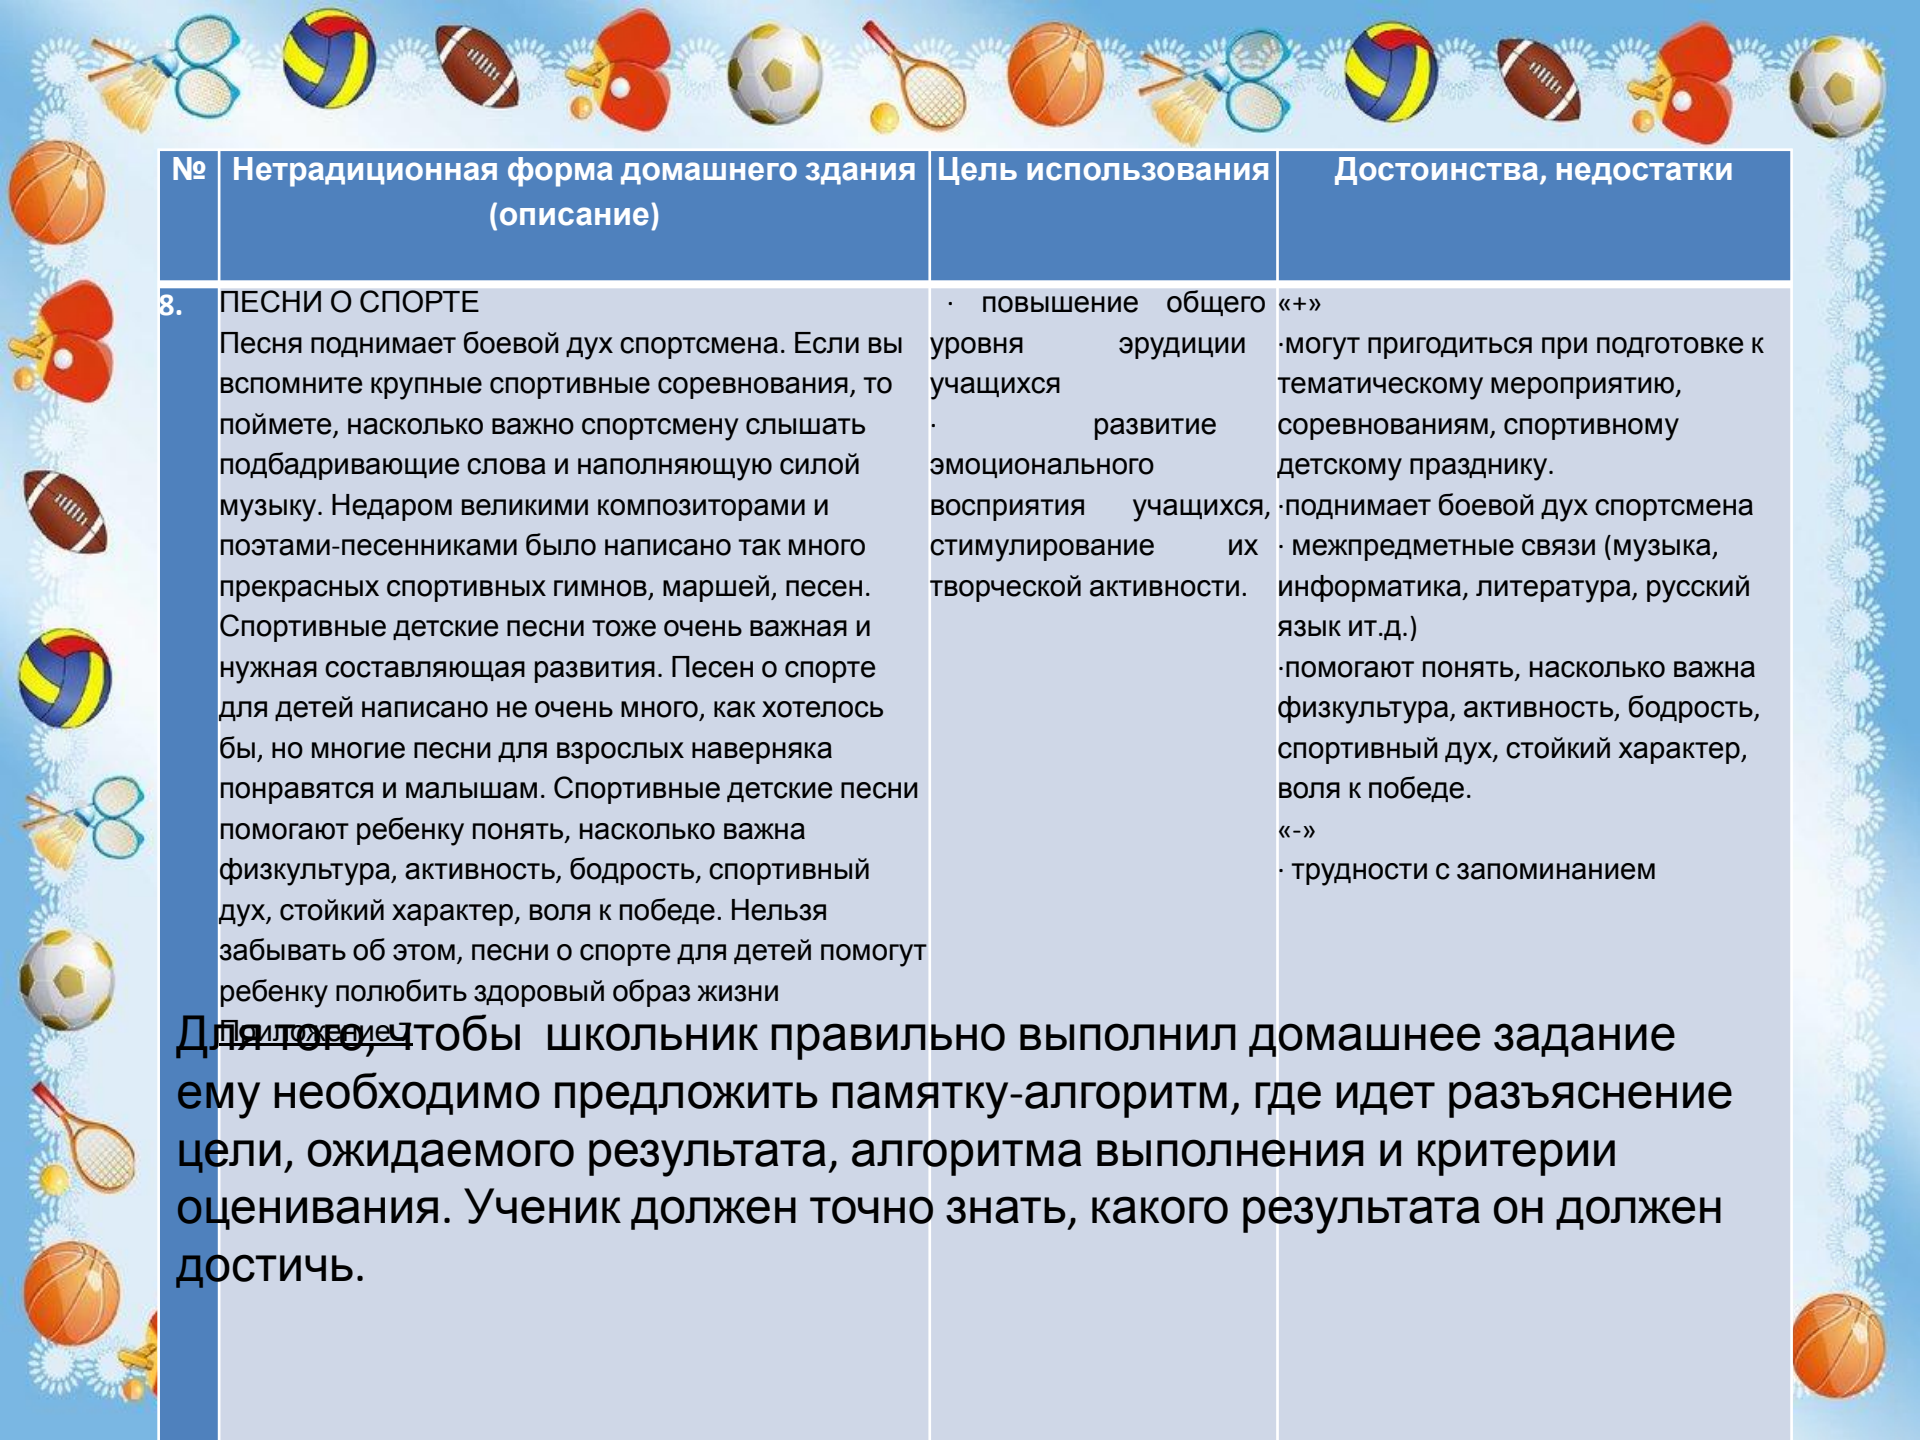 №
Нетрадиционная форма домашнего здания
(описание)
Цель использования
Достоинства, недостатки
8.
ПЕСНИ О СПОРТЕ
Песня поднимает боевой дух спортсмена. Если вы
вспомните крупные спортивные соревнования, то
поймете, насколько важно спортсмену слышать
подбадривающие слова и наполняющую силой
музыку. Недаром великими композиторами и
поэтами-песенниками было написано так много
прекрасных спортивных гимнов, маршей, песен.
Спортивные детские песни тоже очень важная и
нужная составляющая развития. Песен о спорте
для детей написано не очень много, как хотелось
бы, но многие песни для взрослых наверняка
понравятся и малышам. Спортивные детские песни
помогают ребенку понять, насколько важна
физкультура, активность, бодрость, спортивный
дух, стойкий характер, воля к победе. Нельзя
забывать об этом, песни о спорте для детей помогут
ребенку полюбить здоровый образ жизни
Приложение 7
· повышение общего
уровня эрудиции
учащихся
· развитие
эмоционального
восприятия учащихся,
стимулирование их
творческой активности.
«+»
·могут пригодиться при подготовке к
тематическому мероприятию,
соревнованиям, спортивному
детскому празднику.
·поднимает боевой дух спортсмена
· межпредметные связи (музыка,
информатика, литература, русский
язык ит.д.)
·помогают понять, насколько важна
физкультура, активность, бодрость,
спортивный дух, стойкий характер,
воля к победе.
«-»
· трудности с запоминанием
Для того, чтобы школьник правильно выполнил домашнее задание
ему необходимо предложить памятку-алгоритм, где идет разъяснение
цели, ожидаемого результата, алгоритма выполнения и критерии
оценивания. Ученик должен точно знать, какого результата он должен
достичь.